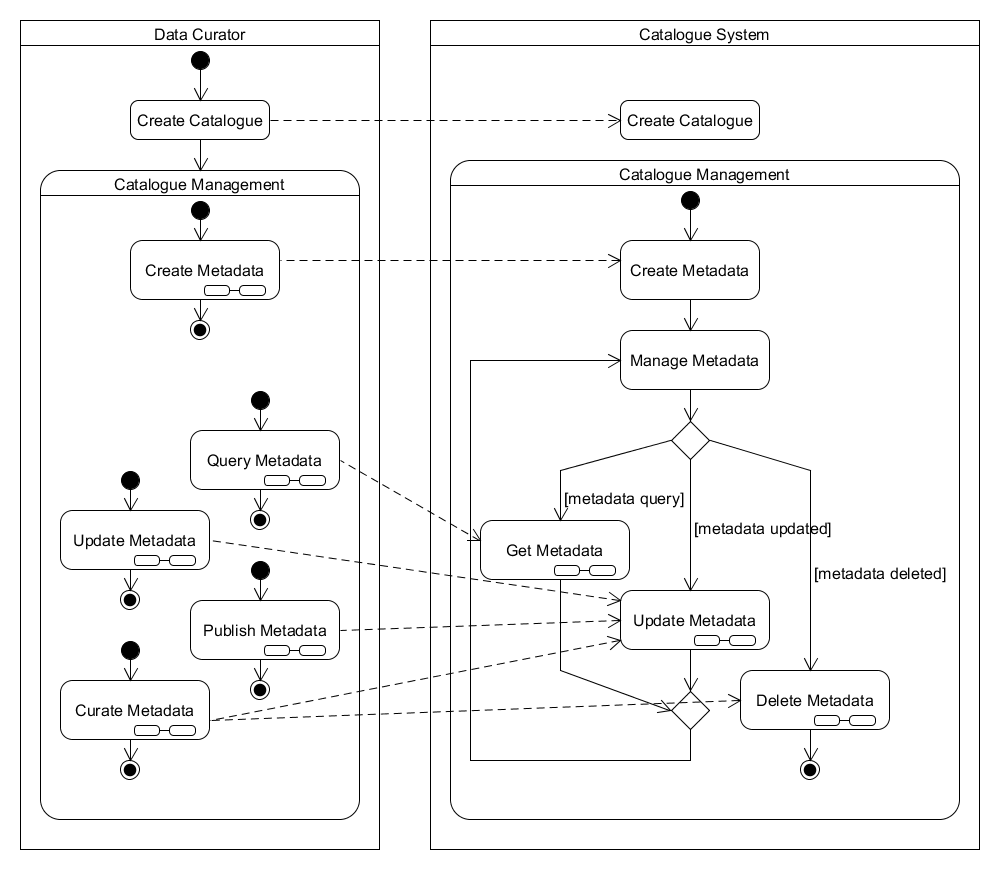 Data Curator
Create Catalogue
Catalogue Management
Create Metadata
Query Metadata
Update Metadata
Publish Metadata
Curate Metadata
Catalogue System
Create Catalogue
Catalogue Management
Create Metadata
Manage Metadata
[metadata query]
[metadata updated]
[metadata deleted]
Get Metadata
Update Metadata
Delete Metadata